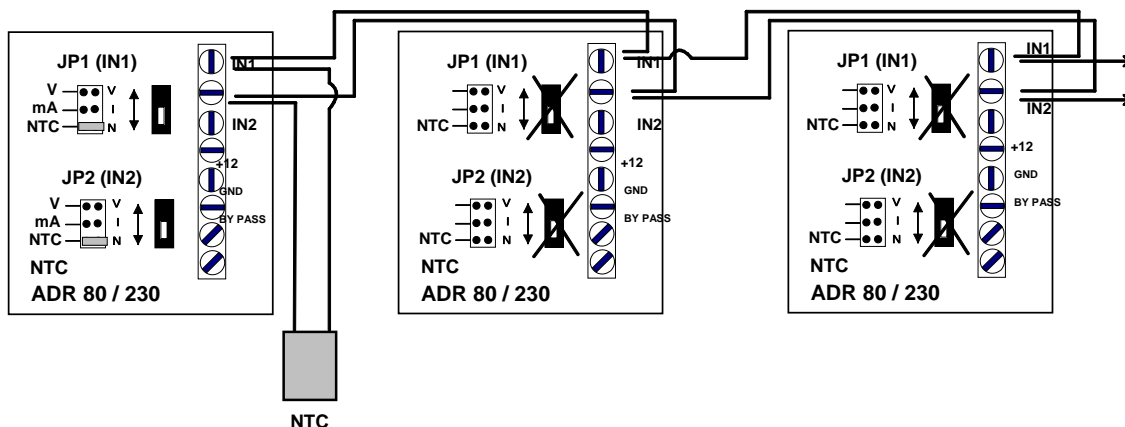 JP1 (IN1)
V
V
mA
I
NTC
N
JP2 (IN2)
V
V
mA
I
NTC
N
NTC
ADR 80 / 230
IN1
IN2
+12
GND
BY PASS
NTC
JP1 (IN1)
V
I
NTC
N
JP2 (IN2)
V
I
NTC
N
NTC
ADR 80 / 230
IN1
IN2
+12
GND
BY PASS
JP1 (IN1)
V
I
NTC
N
JP2 (IN2)
V
I
NTC
N
NTC
ADR 80 / 230
IN1
IN2
+12
GND
BY PASS